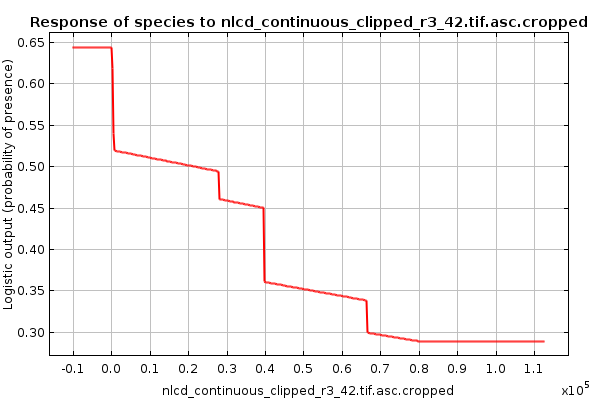 Response of species to nlcd_continuous_clipped_r3_42.tif.asc.cropped
Logistic output (probability of presence)
0.65
0.60
0.55
0.50
0.45
0.40
0.35
0.30
-0.1 0.0 0.1 0.2 0.3 0.4 0.5 0.6 0.7 0.8 0.9 1.0 1.1
x10⁵
nlcd_continuous_clipped_r3_42.tif.asc.cropped